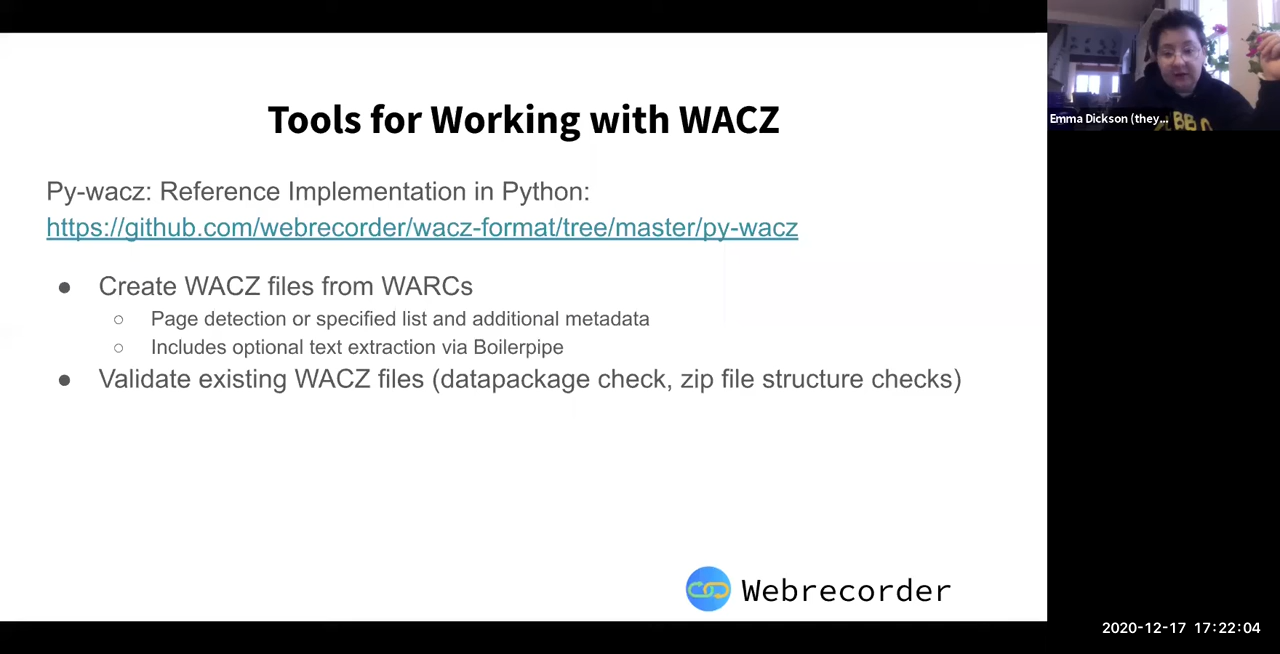 Tools for Working with WACZ
Py-wacz: Reference Implementation in Python:
https://github.com/webrecorder/wacz-format/tree/master/py-wacz
● Create WACZ files from WARCs
○ Page detection or specified list and additional metadata
○ Includes optional text extraction via Boilerpipe
● Validate existing WACZ files (datapackage check, zip file structure checks)
Webrecorder
Emma Dickson (they...
2020-12-17 17:22:04